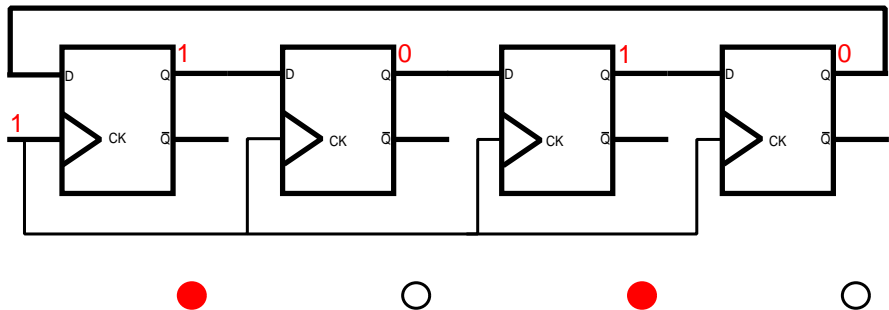 1 0 1 0
D Q D Q D Q D Q
1
CK Q̅ CK Q̅ CK Q̅ CK Q̅